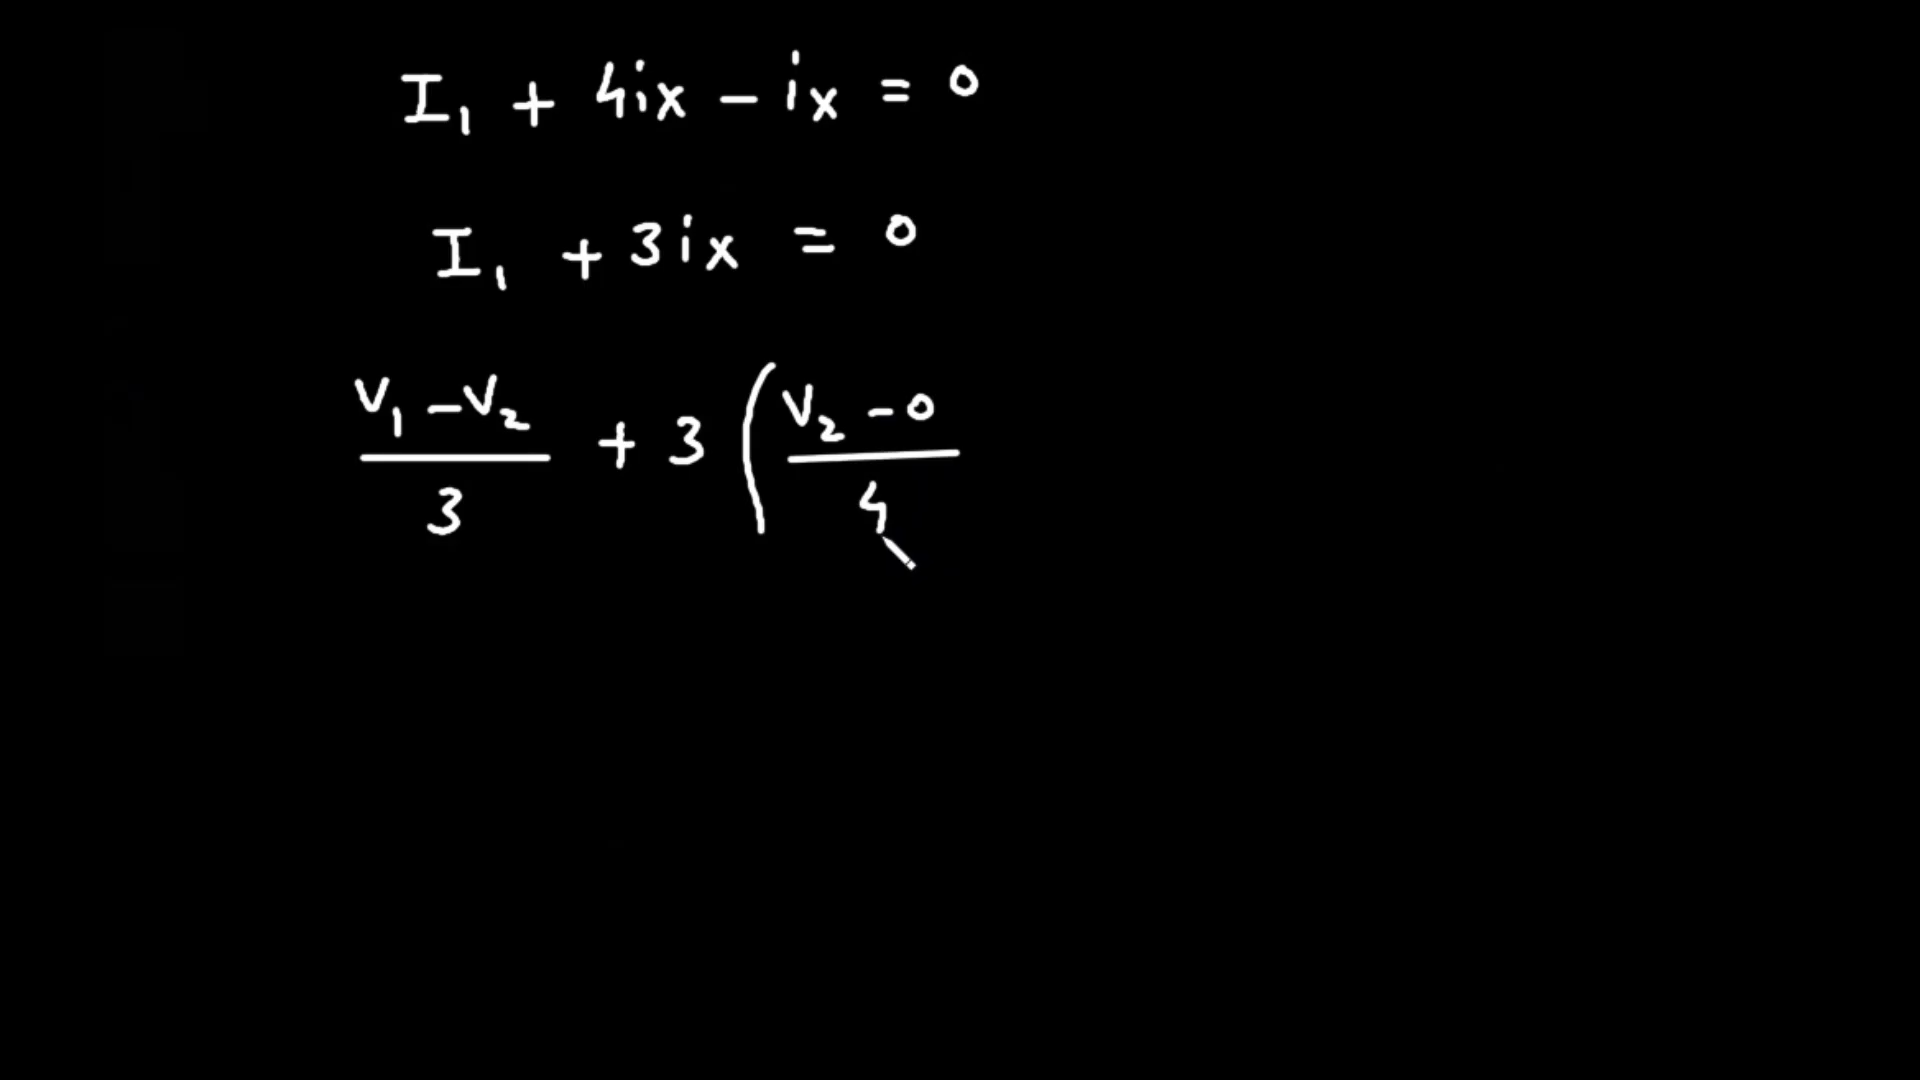 I₁ + 4ix − ix = 0
I₁ + 3ix = 0
(V₁ − V₂)/3 + 3 ( (V₂ − 0)/4